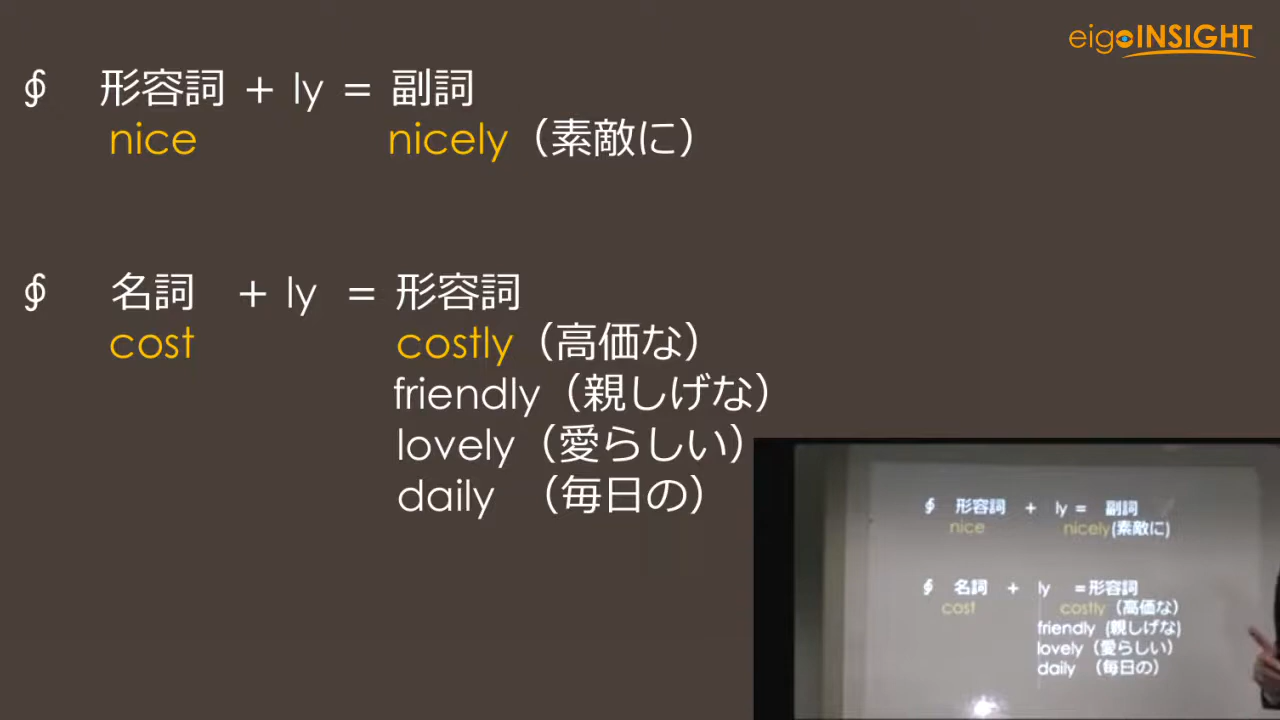 eigoINSIGHT
∮ 形容詞 + ly = 副詞
nice nicely（素敵に）
∮ 名詞 + ly = 形容詞
cost costly（高価な）
friendly（親しげな）
lovely（愛らしい）
daily （毎日の）
∮ 形容詞 + ly = 副詞
nice nicely(素敵に)
∮ 名詞 + ly =形容詞
cost costly（高価な）
friendly (親しげな)
lovely（愛らしい）
daily （毎日の）